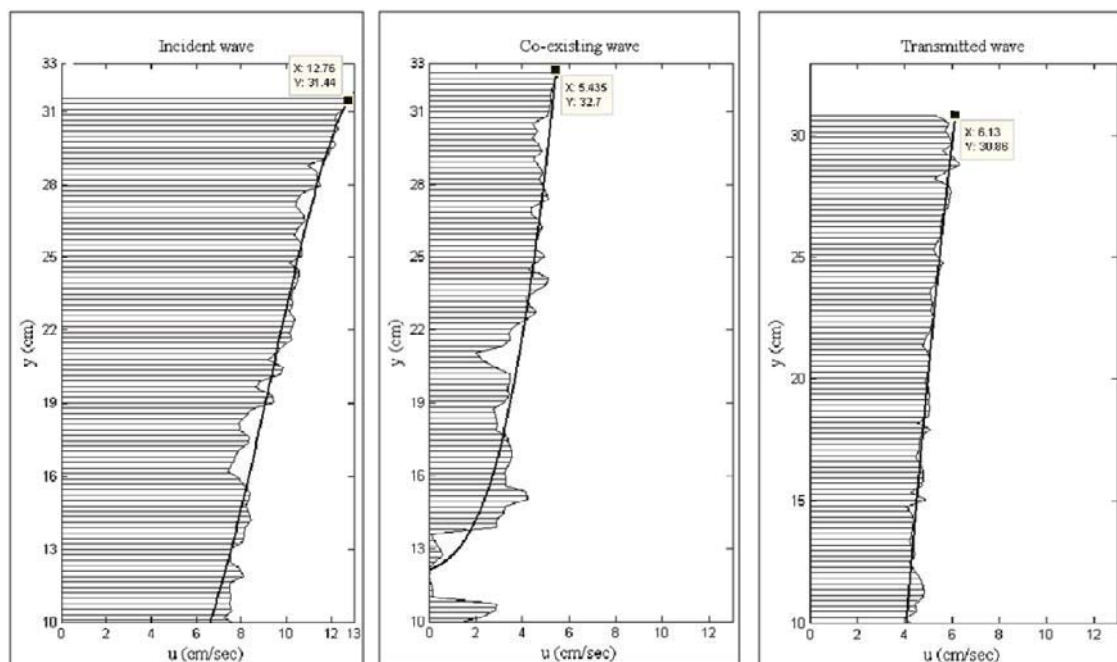 Incident wave
33
31
28
25
22
19
16
13
10
y (cm)
0 2 4 6 8 10 12 13
u (cm/sec)
X: 12.76
Y: 31.44
Co-existing wave
33
31
28
25
22
19
16
13
10
y (cm)
0 2 4 6 8 10 12
u (cm/sec)
X: 5.435
Y: 32.7
Transmitted wave
30
25
20
15
10
y (cm)
0 2 4 6 8 10 12
u (cm/sec)
X: 6.13
Y: 30.86